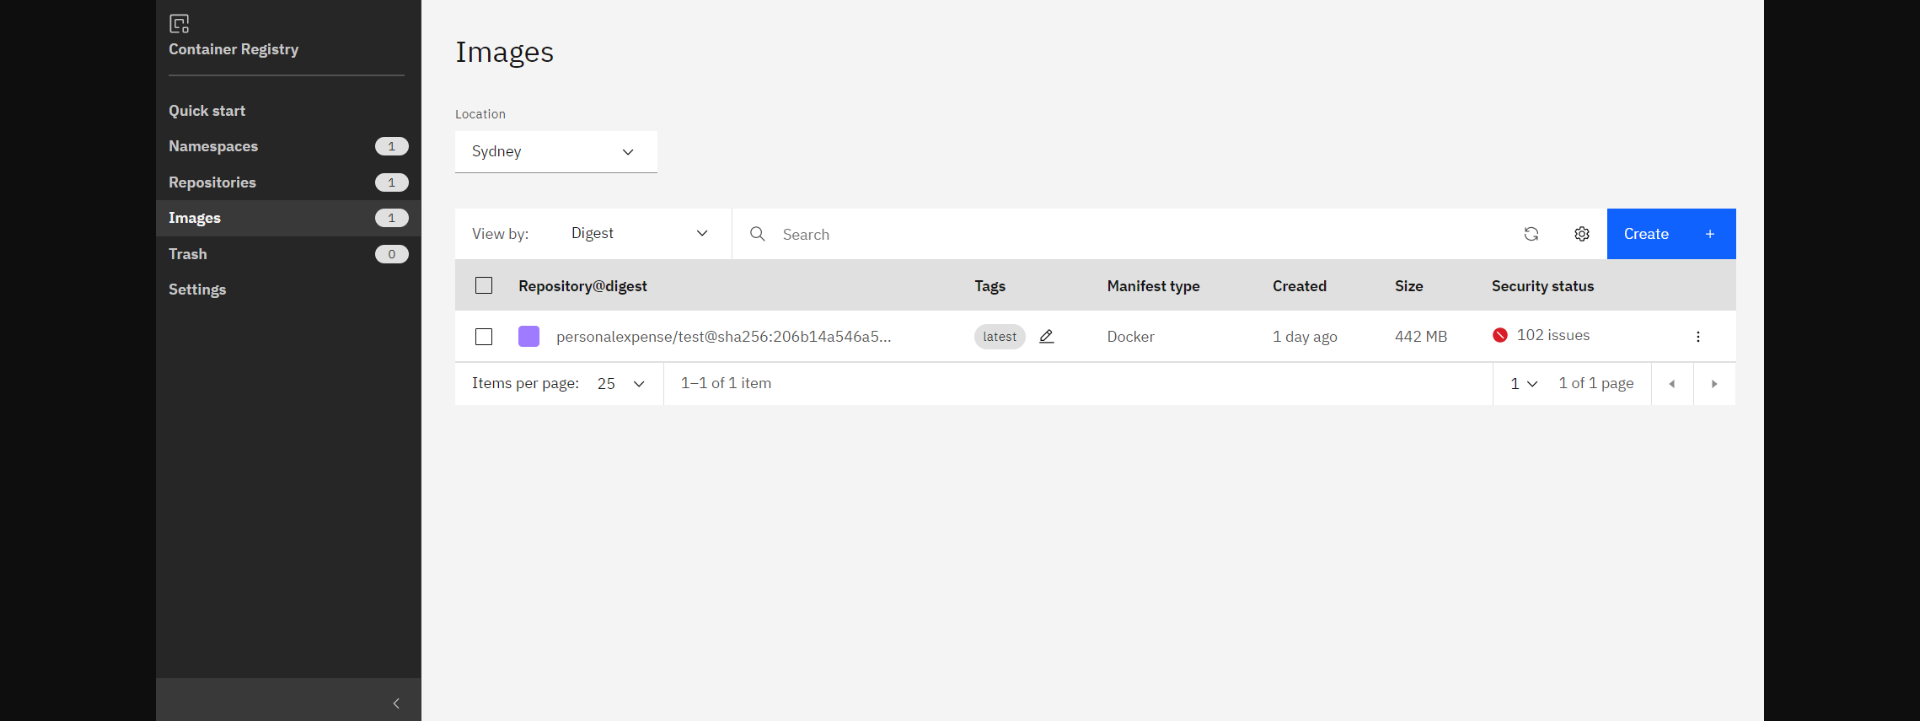 Container Registry
Quick start
Namespaces 1
Repositories 1
Images 1
Trash 0
Settings
Images
Location
Sydney
View by: Digest Search Create +
Repository@digest Tags Manifest type Created Size Security status
personalexpense/test@sha256:206b14a546a5... latest Docker 1 day ago 442 MB 102 issues
Items per page: 25 1–1 of 1 item 1 1 of 1 page